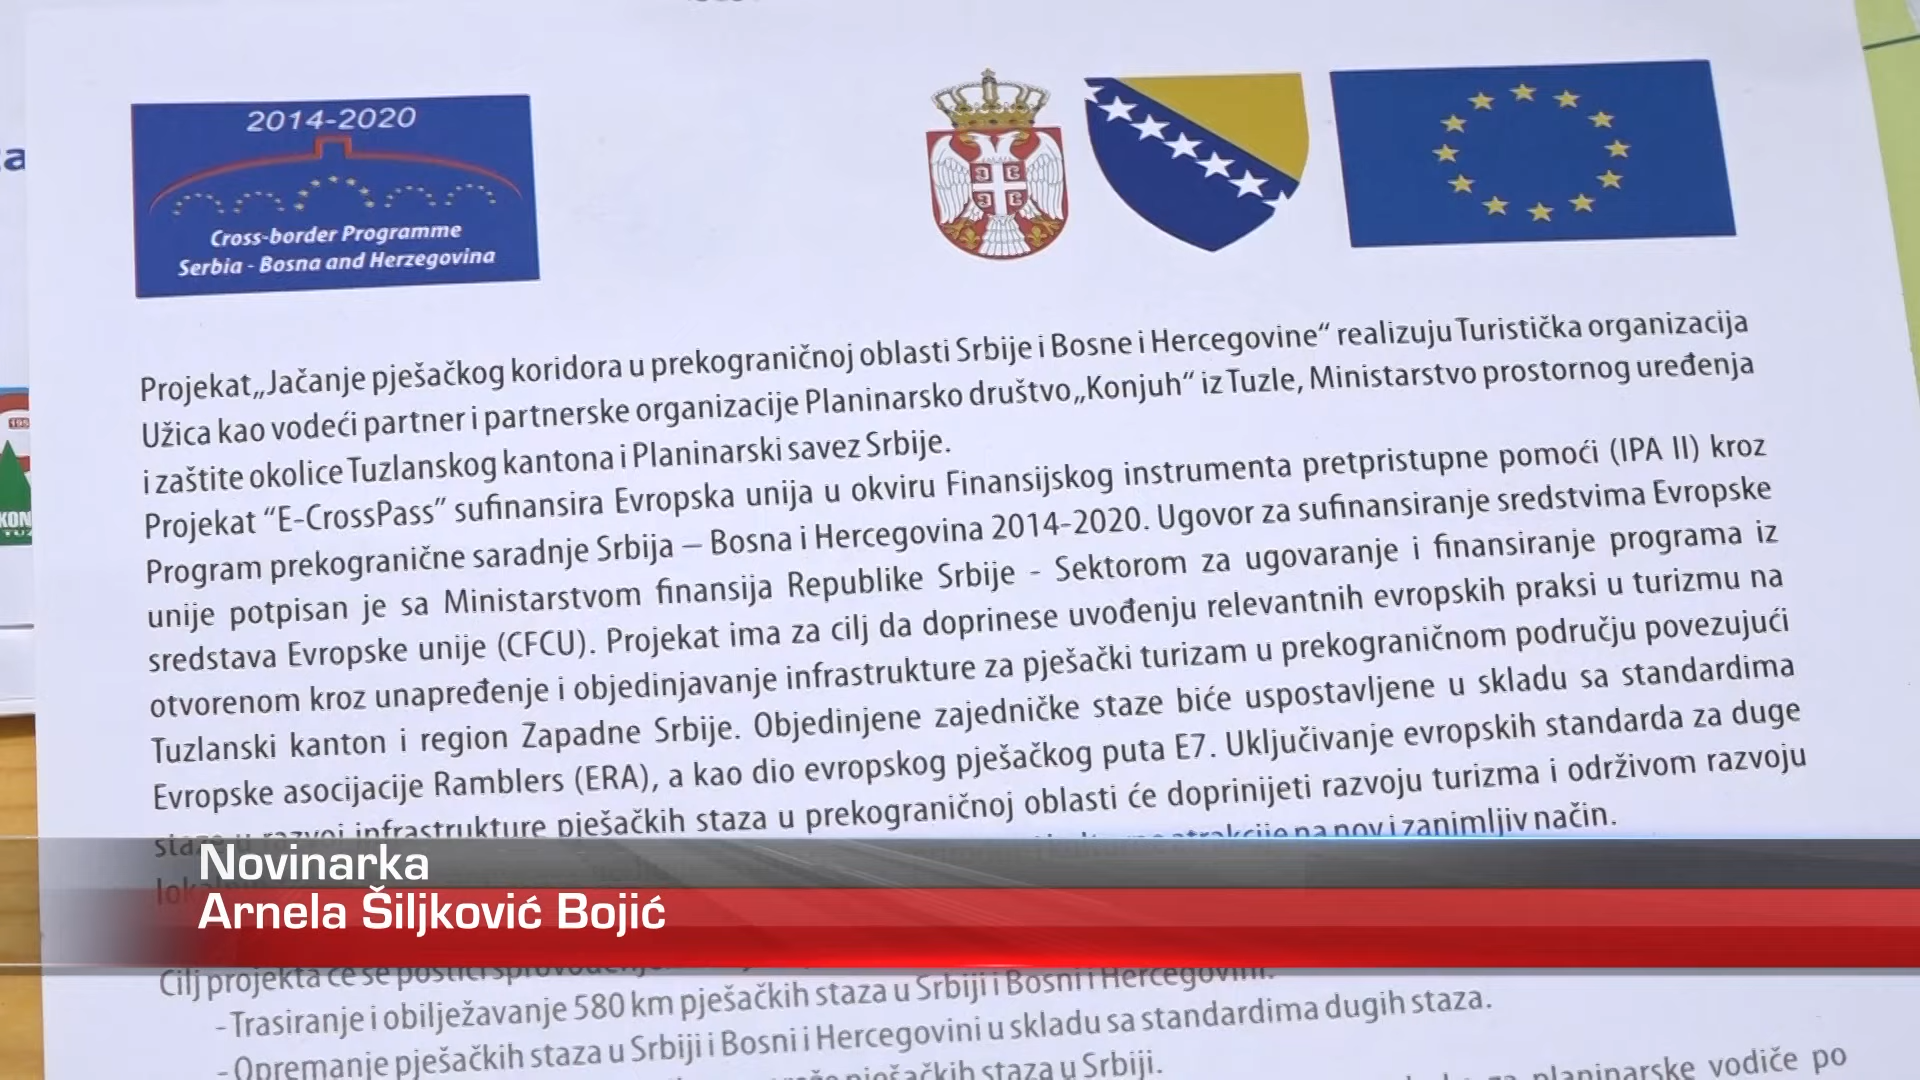 2014-2020
Cross-border Programme
Serbia - Bosna and Herzegovina
Projekat „Jačanje pješačkog koridora u prekograničnoj oblasti Srbije i Bosne i Hercegovine“ realizuju Turistička organizacija
Užica kao vodeći partner i partnerske organizacije Planinarsko društvo „Konjuh“ iz Tuzle, Ministarstvo prostornog uređenja
i zaštite okolice Tuzlanskog kantona i Planinarski savez Srbije.
Projekat “E-CrossPass” sufinansira Evropska unija u okviru Finansijskog instrumenta pretpristupne pomoći (IPA II) kroz
Program prekogranične saradnje Srbija – Bosna i Hercegovina 2014-2020. Ugovor za sufinansiranje sredstvima Evropske
unije potpisan je sa Ministarstvom finansija Republike Srbije - Sektorom za ugovaranje i finansiranje programa iz
sredstava Evropske unije (CFCU). Projekat ima za cilj da doprinese uvođenju relevantnih evropskih praksi u turizmu na
otvorenom kroz unapređenje i objedinjavanje infrastrukture za pješački turizam u prekograničnom području povezujući
Tuzlanski kanton i region Zapadne Srbije. Objedinjene zajedničke staze biće uspostavljene u skladu sa standardima
Evropske asocijacije Ramblers (ERA), a kao dio evropskog pješačkog puta E7. Uključivanje evropskih standarda za duge
staze u razvoj infrastrukture pješačkih staza u prekograničnoj oblasti će doprinijeti razvoju turizma i održivom razvoju
atrakcije na nov i zanimljiv način.
Novinarka
Arnela Šiljković Bojić
Cilj projekta će se postići u Srbiji i Bosni i Hercegovini.
- Trasiranje i obilježavanje 580 km pješačkih staza u Srbiji i Bosni i Hercegovini u skladu sa standardima dugih staza.
- Opremanje pješačkih staza u Srbiji i Bosni i Hercegovini
pješačkih staza u Srbiji.
za planinarske vodiče po